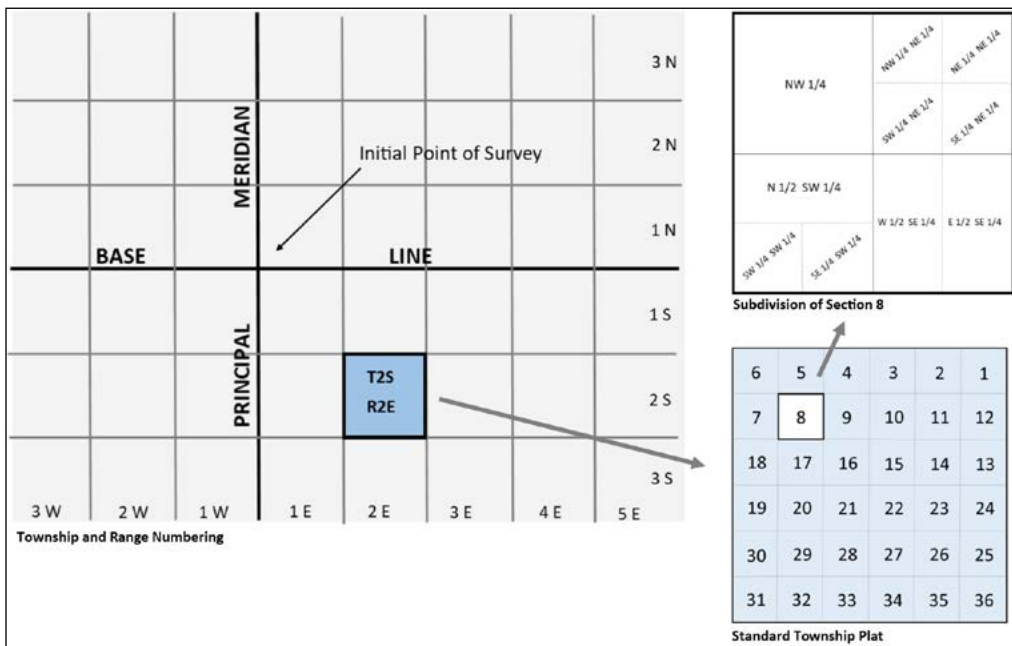 3 N
MERIDIAN
2 N
Initial Point of Survey
1 N
BASE
LINE
1 S
PRINCIPAL
T2S
R2E
2 S
3 S
3 W
2 W
1 W
1 E
2 E
3 E
4 E
5 E
Township and Range Numbering
NW 1/4
NW 1/4 NE 1/4
NE 1/4 NE 1/4
SW 1/4 NE 1/4
SE 1/4 NE 1/4
N 1/2 SW 1/4
SW 1/4 SW 1/4
SE 1/4 SW 1/4
W 1/2 SE 1/4
E 1/2 SE 1/4
Subdivision of Section 8
6 5 4 3 2 1
7 8 9 10 11 12
18 17 16 15 14 13
19 20 21 22 23 24
30 29 28 27 26 25
31 32 33 34 35 36
Standard Township Plat